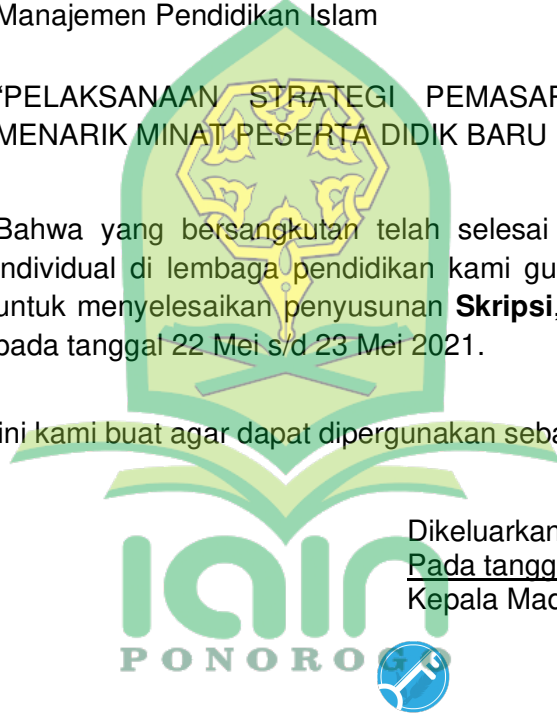 Manajemen Pendidikan Islam
"PELAKSANAAN STRATEGI PEMASAR
MENARIK MINAT PESERTA DIDIK BARU
Bahwa yang bersangkutan telah selesai
individual di lembaga pendidikan kami gu
untuk menyelesaikan penyusunan Skripsi,
pada tanggal 22 Mei s/d 23 Mei 2021.
ini kami buat agar dapat dipergunakan seba
Dikeluarkan
Pada tangg
Kepala Mad
iain
PONOROGO